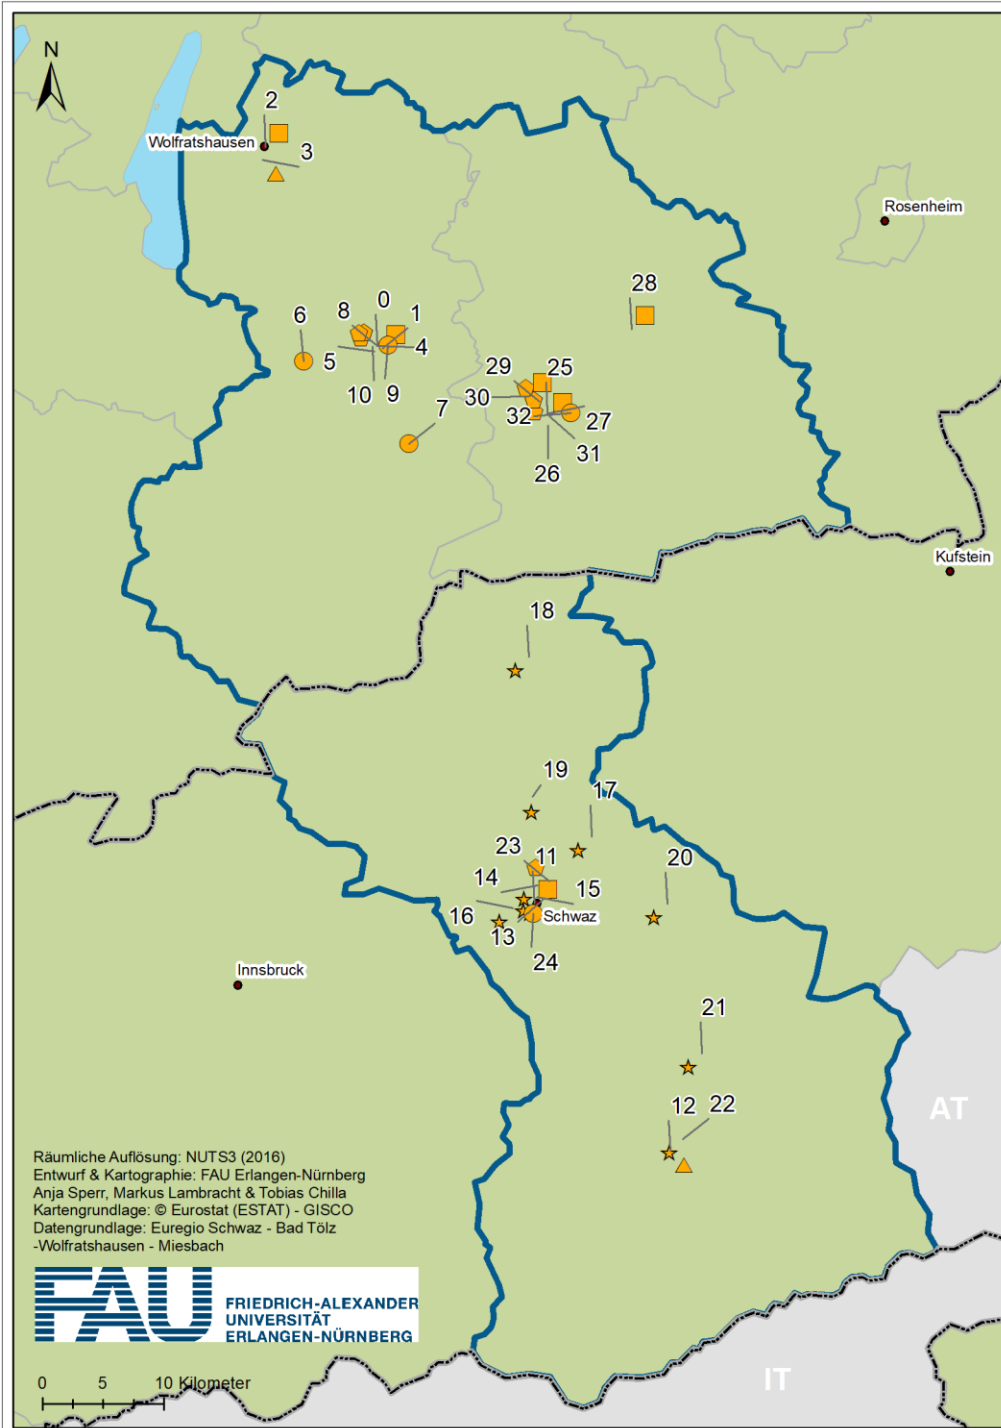 N
2
Wolfratshausen
3
Rosenheim
28
8
0
1
6
5
4
10
9
7
29
25
30
32
27
31
26
Kufstein
18
19
17
23
11
20
14
15
16
Schwaz
13
24
Innsbruck
21
12
22
AT
Räumliche Auflösung: NUTS3 (2016)
Entwurf & Kartographie: FAU Erlangen-Nürnberg
Anja Sperr, Markus Lambracht & Tobias Chilla
Kartengrundlage: © Eurostat (ESTAT) - GISCO
Datengrundlage: Euregio Schwaz - Bad Tölz
-Wolfratshausen - Miesbach
FAU
FRIEDRICH-ALEXANDER
UNIVERSITÄT
ERLANGEN-NÜRNBERG
IT
0 5 10 Kilometer